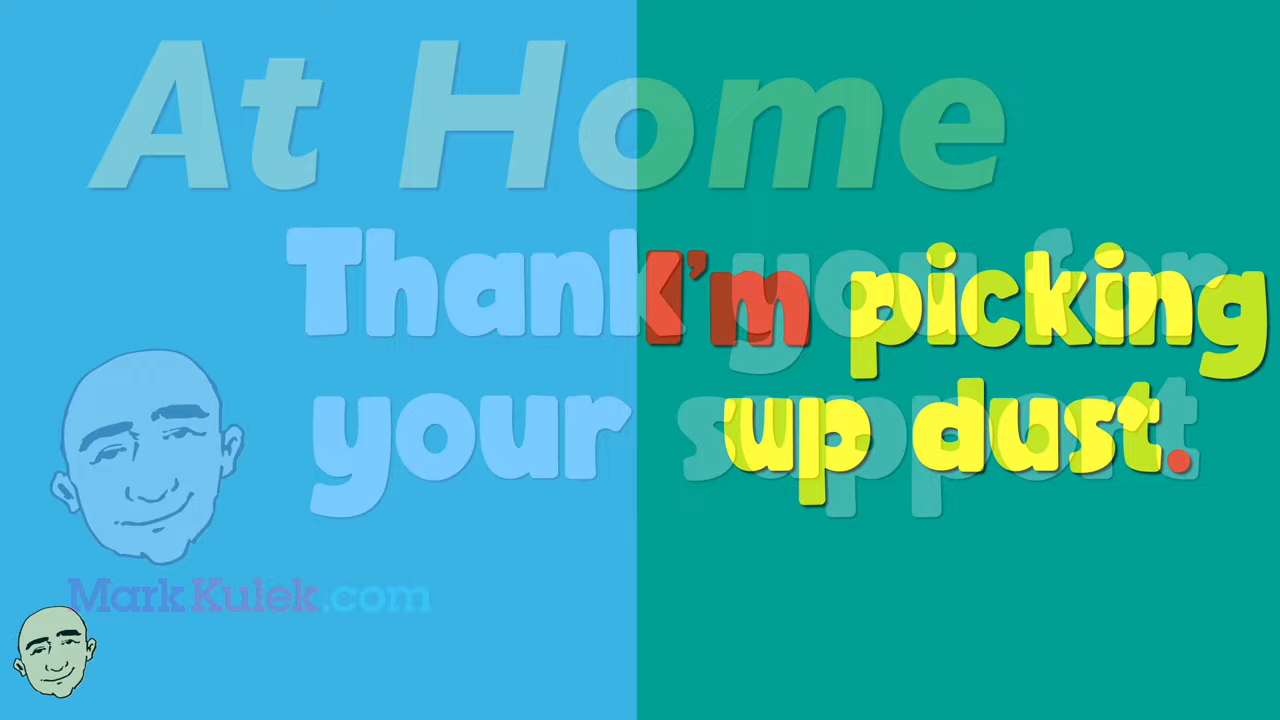 At Home
Thank you for
your support.
I'm picking
up dust.
MarkKulek.com